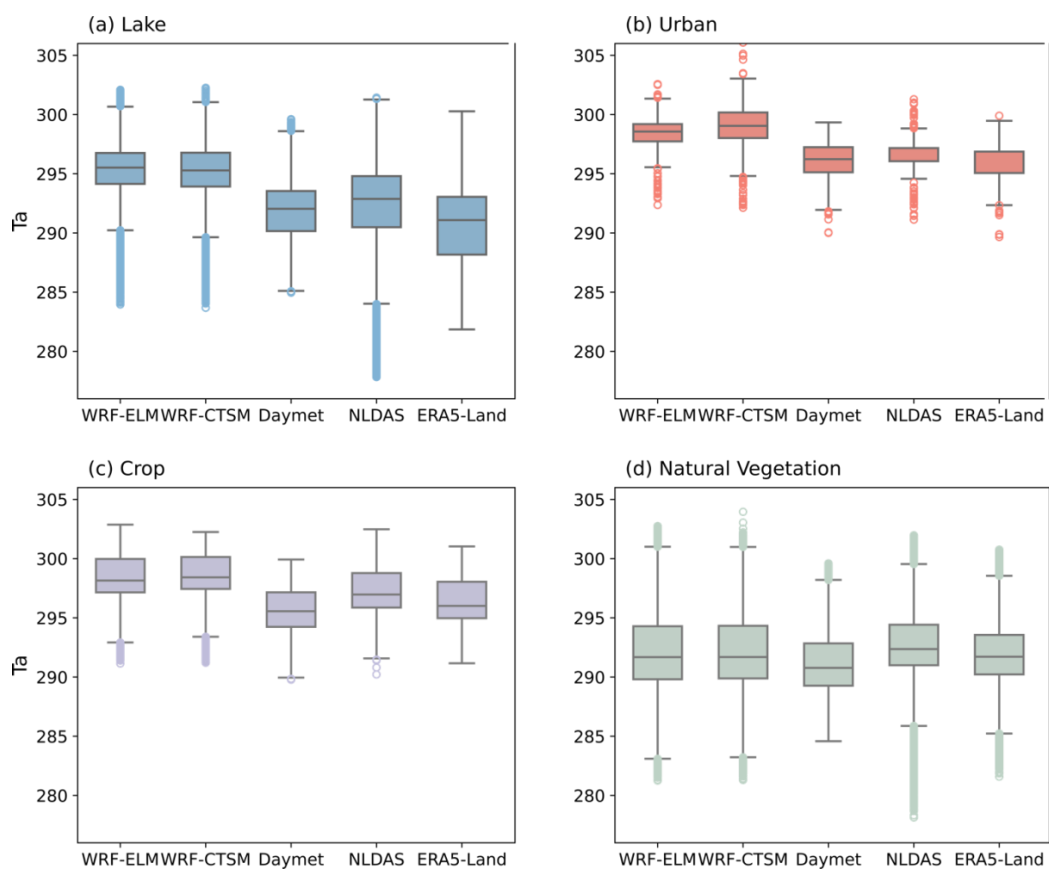 (a) Lake
305
300
295
290
285
280
Ta
WRF-ELM WRF-CTSM Daymet NLDAS ERA5-Land
(b) Urban
305
300
295
290
285
280
WRF-ELM WRF-CTSM Daymet NLDAS ERA5-Land
(c) Crop
305
300
295
290
285
280
Ta
WRF-ELM WRF-CTSM Daymet NLDAS ERA5-Land
(d) Natural Vegetation
305
300
295
290
285
280
WRF-ELM WRF-CTSM Daymet NLDAS ERA5-Land